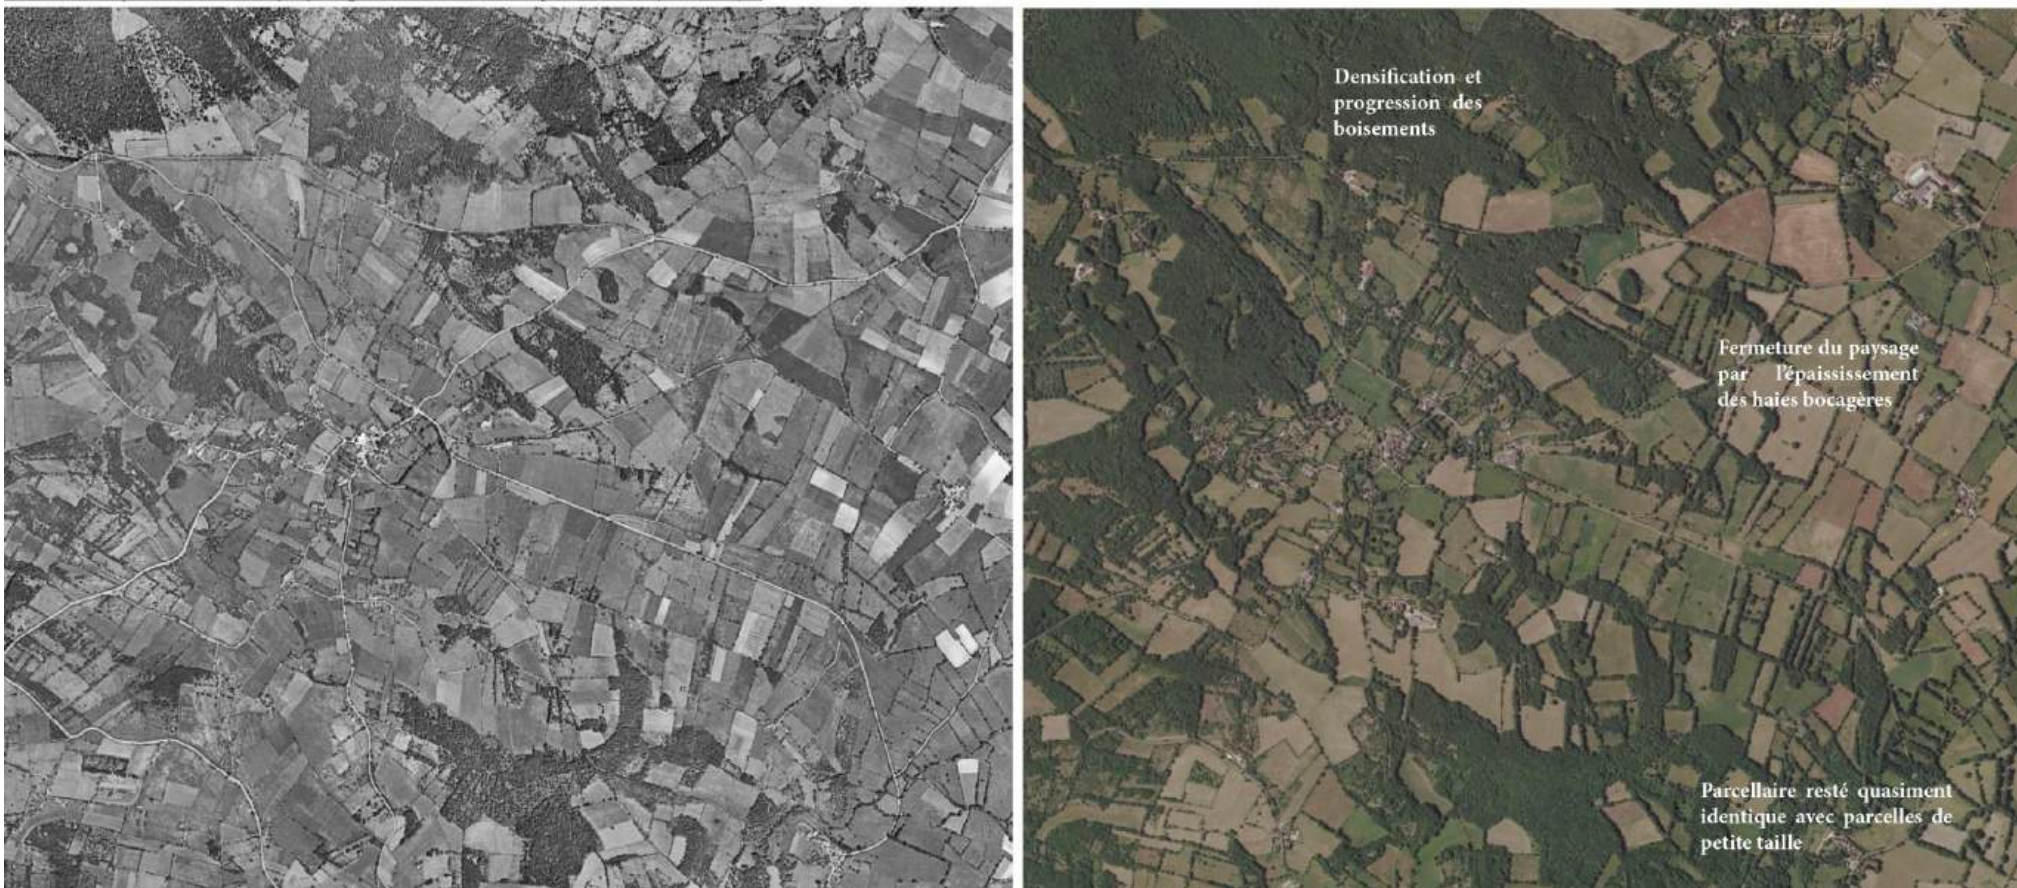 Densification et
progression des
boisements
Fermeture du paysage
par l'épaississement
des haies bocagères
Parcellaire resté quasiment
identique avec parcelles de
petite taille